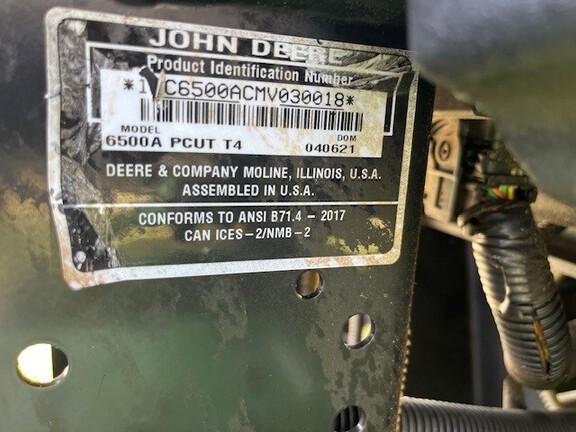 JOHN DEERE
Product Identification Number
C6500ACMV030018*
MODEL DOM
6500A PCUT T4 040621
DEERE & COMPANY MOLINE, ILLINOIS, U.S.A.
ASSEMBLED IN U.S.A.
CONFORMS TO ANSI B71.4 – 2017
CAN ICES-2/NMB-2